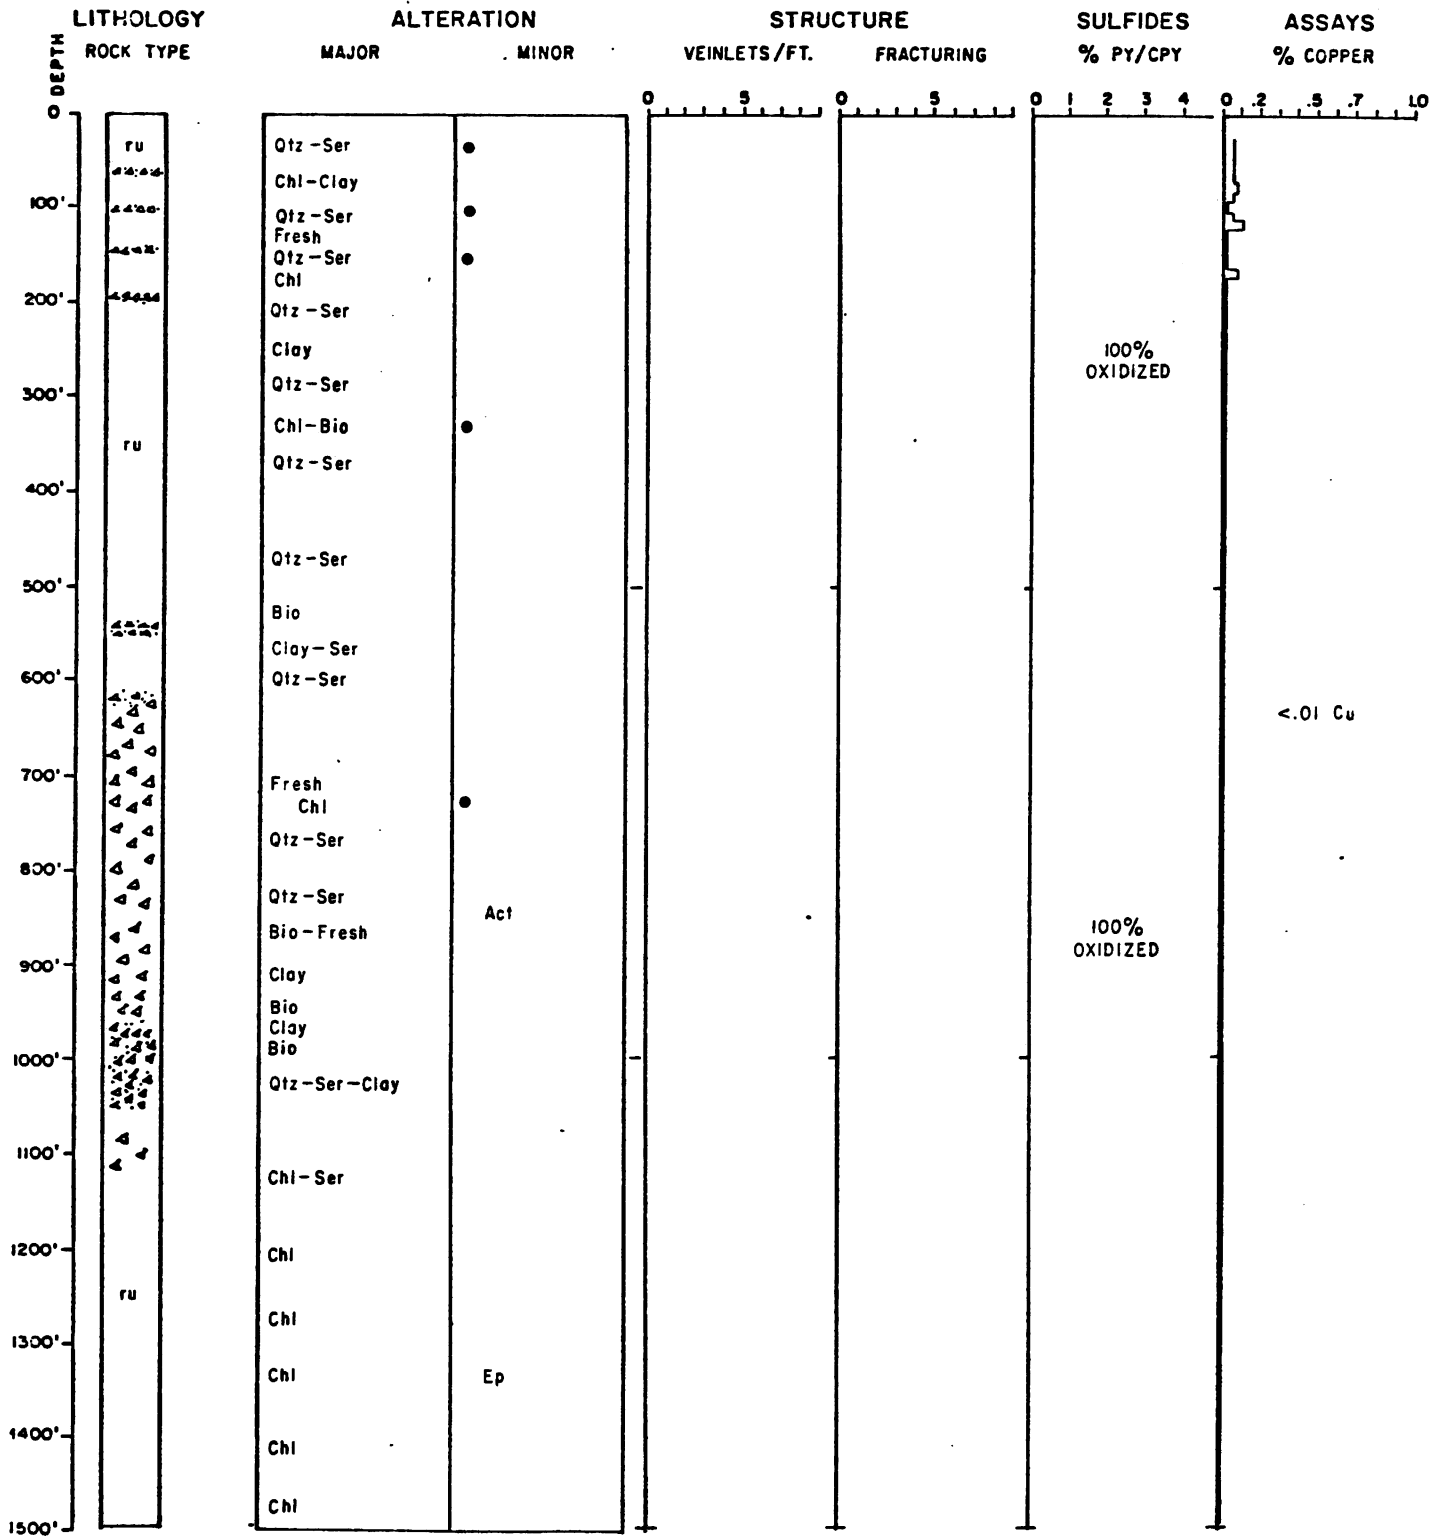 LITHOLOGY ALTERATION STRUCTURE SULFIDES ASSAYS
DEPTH
ROCK TYPE MAJOR MINOR VEINLETS/FT. FRACTURING % PY/CPY % COPPER
0 5 0 5 0 1 2 3 4 0 .2 .5 .7 1.0
0
ru Qtz-Ser
Chl-Clay
100'
Qtz-Ser
Fresh
Qtz-Ser
Chl
200'
Qtz-Ser
Clay 100%
OXIDIZED
Qtz-Ser
300'
Chl-Bio
ru
Qtz-Ser
400'
Qtz-Ser
500'
Bio
Clay-Ser
600' Qtz-Ser
<.01 Cu
700'
Fresh
Chl
Qtz-Ser
800'
Qtz-Ser
Act
Bio-Fresh 100%
OXIDIZED
900'
Clay
Bio
Clay
Bio
1000'
Qtz-Ser-Clay
1100'
Chl-Ser
1200'
Chl
ru
Chl
1300'
Chl Ep
1400'
Chl
Chl
1500'